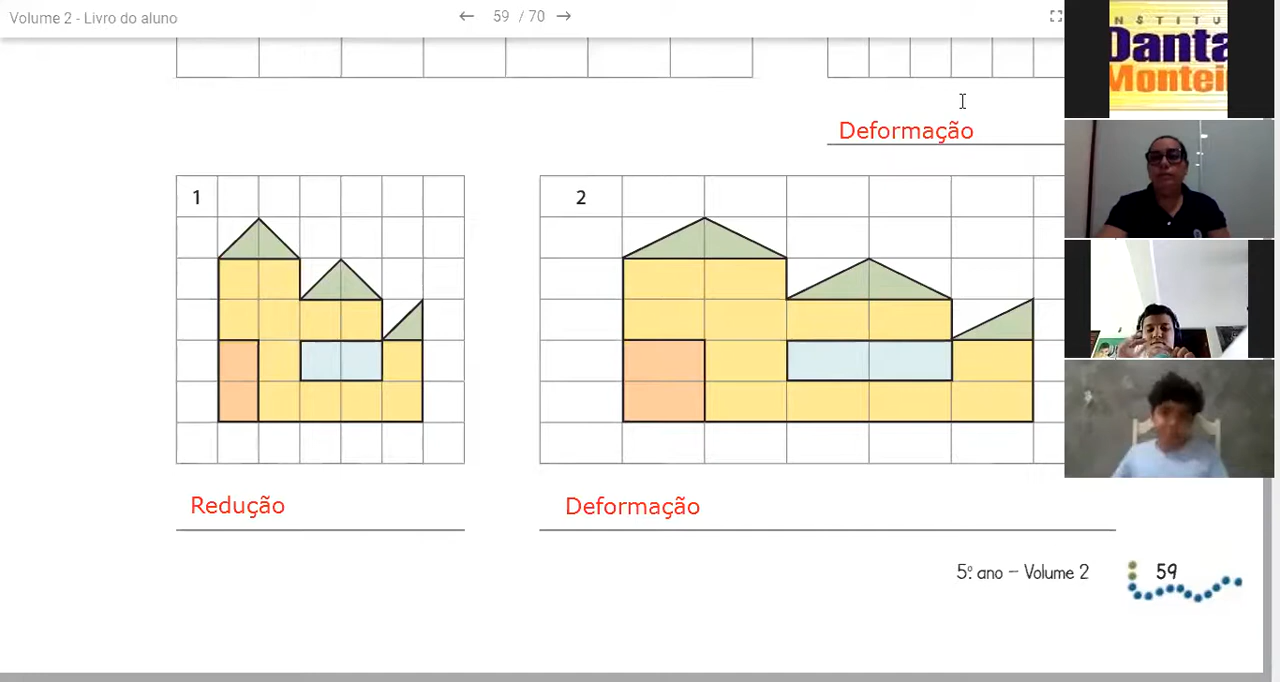 Volume 2 - Livro do aluno
← 59 / 70 →
Deformação
1
2
Redução
Deformação
5º ano – Volume 2
59